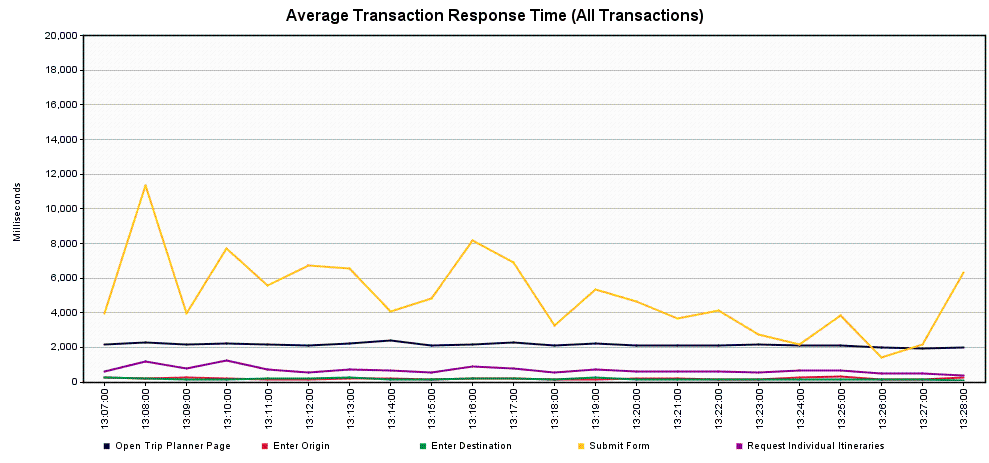 Average Transaction Response Time (All Transactions)
20,000
18,000
16,000
14,000
12,000
10,000
8,000
6,000
4,000
2,000
0
Milliseconds
13:07:00 13:08:00 13:09:00 13:10:00 13:11:00 13:12:00 13:13:00 13:14:00 13:15:00 13:16:00 13:17:00 13:18:00 13:19:00 13:20:00 13:21:00 13:22:00 13:23:00 13:24:00 13:25:00 13:26:00 13:27:00 13:28:00
Open Trip Planner Page Enter Origin Enter Destination Submit Form Request Individual Itineraries